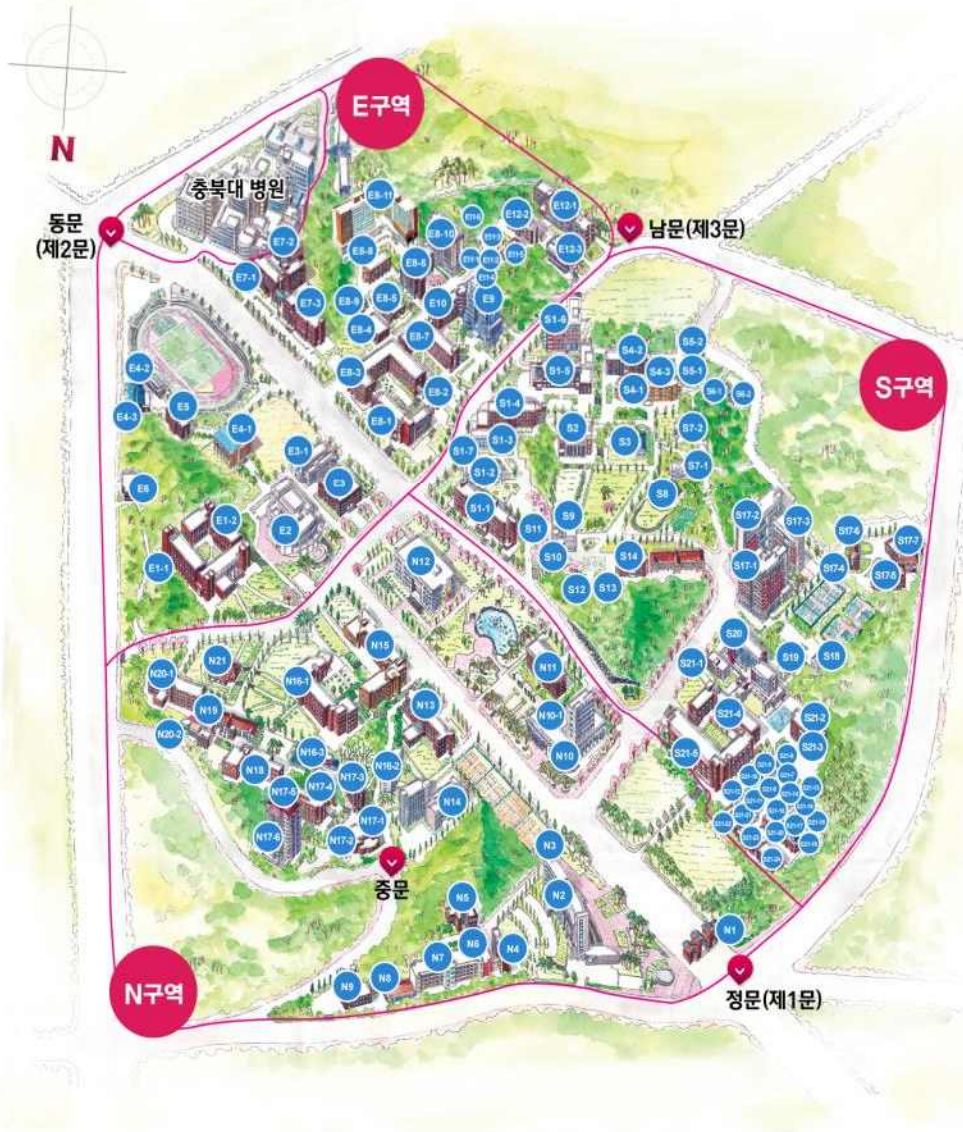 E구역
N
충북대 병원
동문
(제2문)
남문(제3문)
S구역
N구역
중문
정문(제1문)
E8-11
E12-2
E12-1
E12-3
E7-2
E8-10
E8-8
E8-6
E7-1
E7-3
E8-9
E8-5
E10
E9
E8-4
E8-7
E8-3
E8-2
E8-1
E4-2
E4-3
E5
E4-1
E3-1
E3
E6
E2
E1-2
E1-1
S1-6
S1-5
S4-2
S4-3
S4-1
S5-2
S5-1
S1-4
S1-3
S1-7
S1-2
S1-1
S2
S3
S7-2
S7-1
S8
S9
S11
S10
S12
S13
S14
S17-2
S17-3
S17-1
S17-6
S17-7
S17-4
S17-5
S18
S19
S20
S21-1
S21-4
S21-5
S21-2
S21-3
S21-24
N12
N15
N11
N10-1
N10
N13
N21
N20-1
N19
N20-2
N16-1
N16-3
N16-2
N18
N17-5
N17-4
N17-3
N17-1
N17-2
N17-6
N14
N3
N2
N5
N6
N4
N7
N8
N9
N1